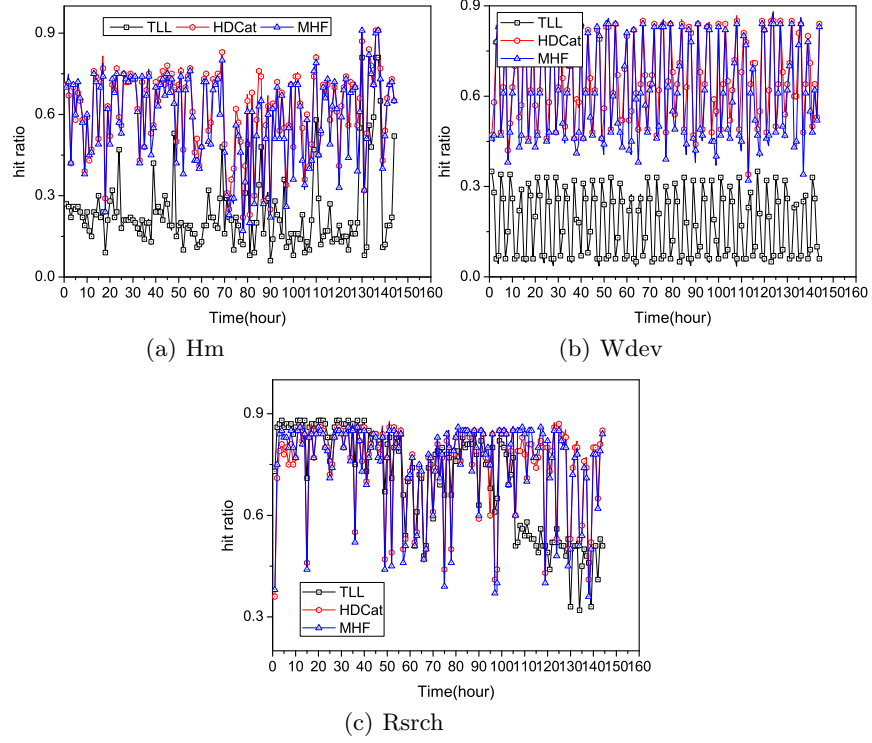 TLL HDCat MHF
0.9
0.6
0.3
0.0
hit ratio
0 10 20 30 40 50 60 70 80 90 100 110 120 130 140 150 160
Time(hour)
(a) Hm
TLL
HDCat
MHF
0.9
0.6
0.3
0.0
hit ratio
0 10 20 30 40 50 60 70 80 90 100 110 120 130 140 150 160
Time(hour)
(b) Wdev
0.9
0.6
0.3
hit ratio
TLL
HDCat
MHF
0 10 20 30 40 50 60 70 80 90 100 110 120 130 140 150 160
Time(hour)
(c) Rsrch